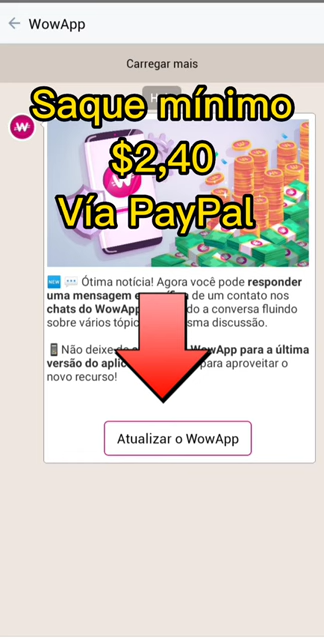 WowApp
Carregar mais
Saque mínimo
$2,40
Vía PayPal
NEW Ótima notícia! Agora você pode responder
uma mensagem de um contato nos
chats do WowApp do a conversa fluindo
sobre vários tópic sma discussão.
Não deixe de WowApp para a última
versão do aplic para aproveitar o
novo recurso!
Atualizar o WowApp